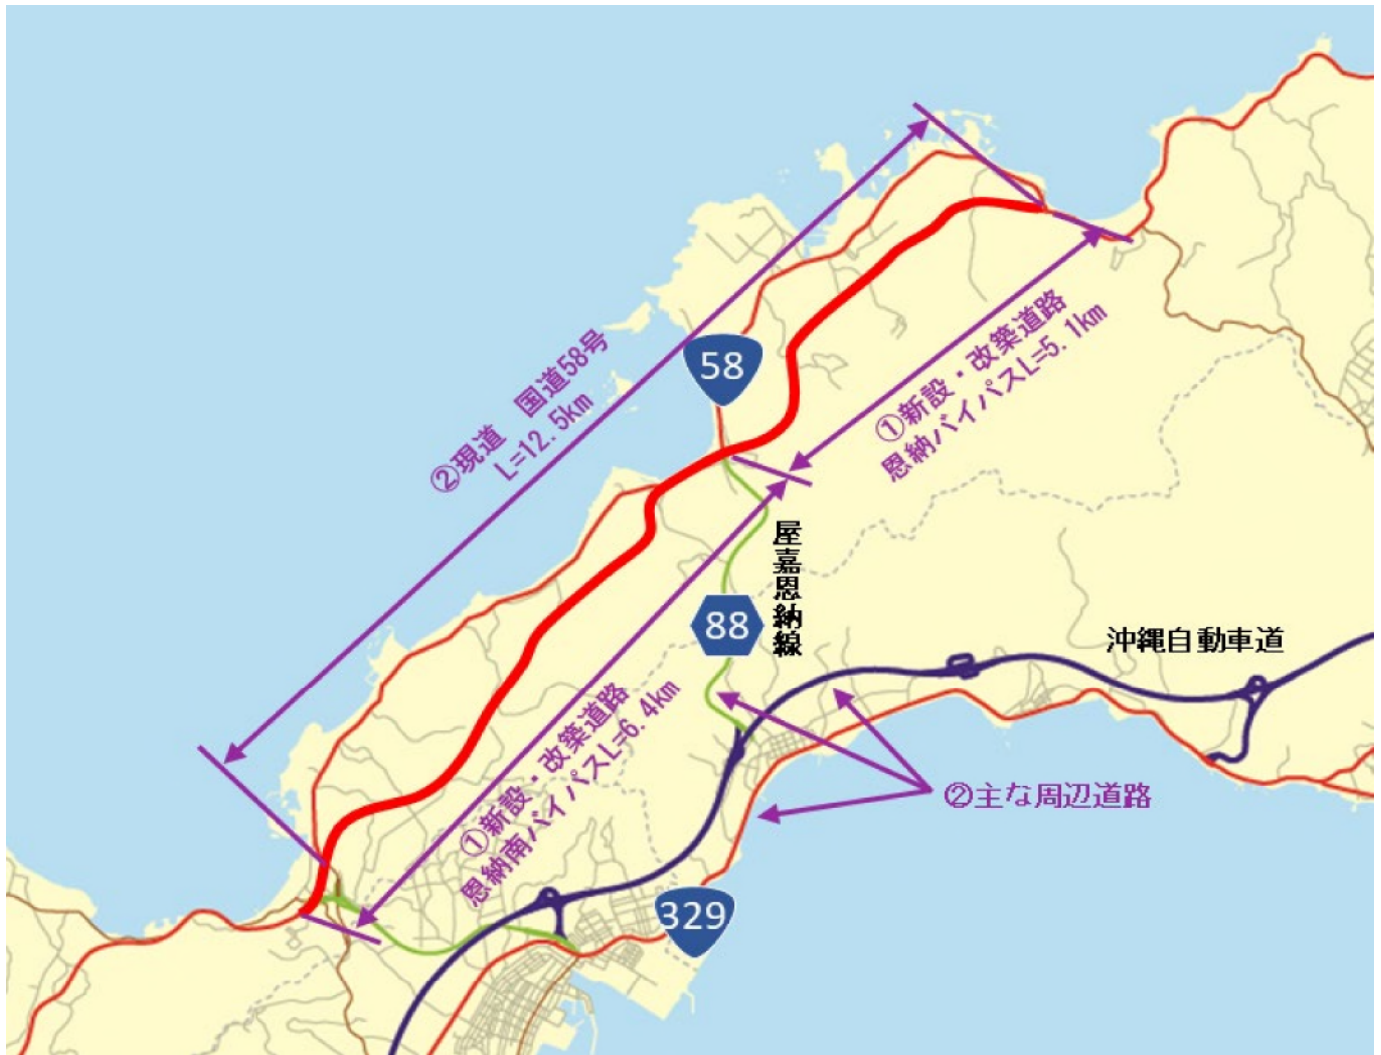 ②現道 国道58号
L=12.5km
58
①新設・改築道路
恩納バイパスL=5.1km
屋嘉恩納線
88
沖縄自動車道
①新設・改築道路
恩納南バイパスL=6.4km
②主な周辺道路
329